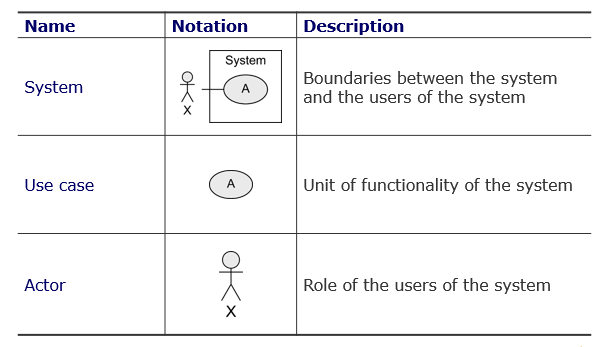 Name Notation Description
System
System
A
X
Boundaries between the system
and the users of the system
Use case
A
Unit of functionality of the system
Actor
X
Role of the users of the system